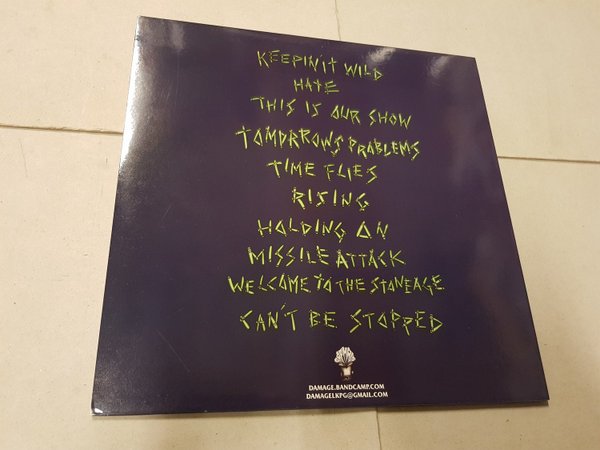 KEEPIN'IT WILD
HATE
THIS IS OUR SHOW
TOMORROWS PROBLEMS
TIME FLIES
RISING
HOLDING ON
MISSILE ATTACK
WELCOME TO THE STONEAGE
CAN'T BE STOPPED
DAMAGE.BANDCAMP.COM
DAMAGELKPG@GMAIL.COM